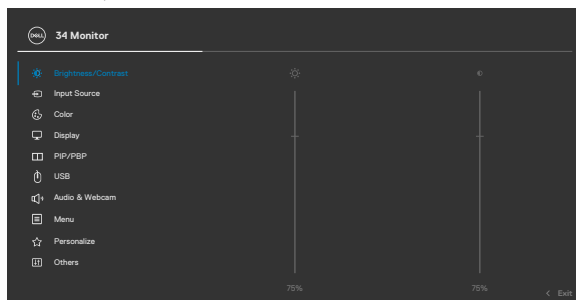 DELL
34 Monitor
Brightness/Contrast
Input Source
Color
Display
PIP/PBP
USB
Audio & Webcam
Menu
Personalize
Others
75%
75%
< Exit